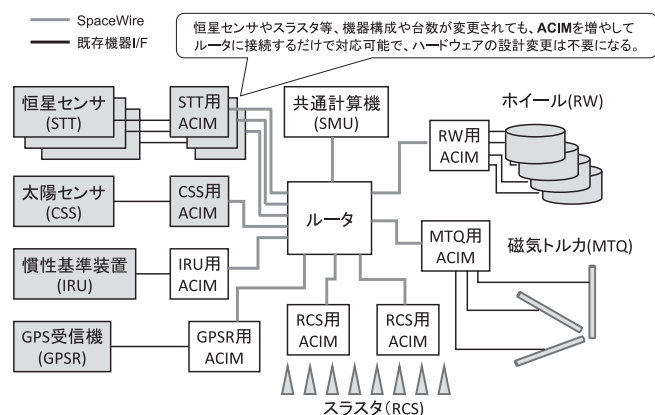 SpaceWire
既存機器I/F
恒星センサやスラスタ等、機器構成や台数が変更されても、ACIMを増やして
ルータに接続するだけで対応可能で、ハードウェアの設計変更は不要になる。
恒星センサ
(STT)
STT用
ACIM
共通計算機
(SMU)
ホイール(RW)
RW用
ACIM
太陽センサ
(CSS)
CSS用
ACIM
ルータ
MTQ用
ACIM
磁気トルカ(MTQ)
慣性基準装置
(IRU)
IRU用
ACIM
GPS受信機
(GPSR)
GPSR用
ACIM
RCS用
ACIM
RCS用
ACIM
スラスタ(RCS)